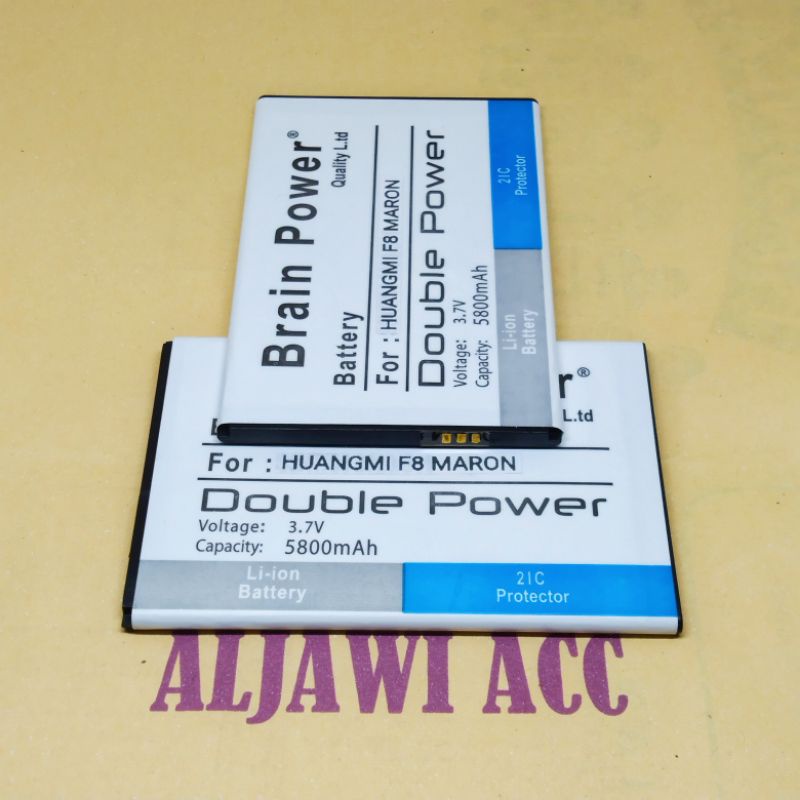 Brain Power®
Quality L.td
Battery
For : HUANGMI F8 MARON
Double Power
Voltage: 3.7V
Capacity: 5800mAh
Li-ion
Battery
2IC
Protector
L.td
For : HUANGMI F8 MARON
Double Power
Voltage: 3.7V
Capacity: 5800mAh
Li-ion
Battery
2IC
Protector
ALJAWI ACC